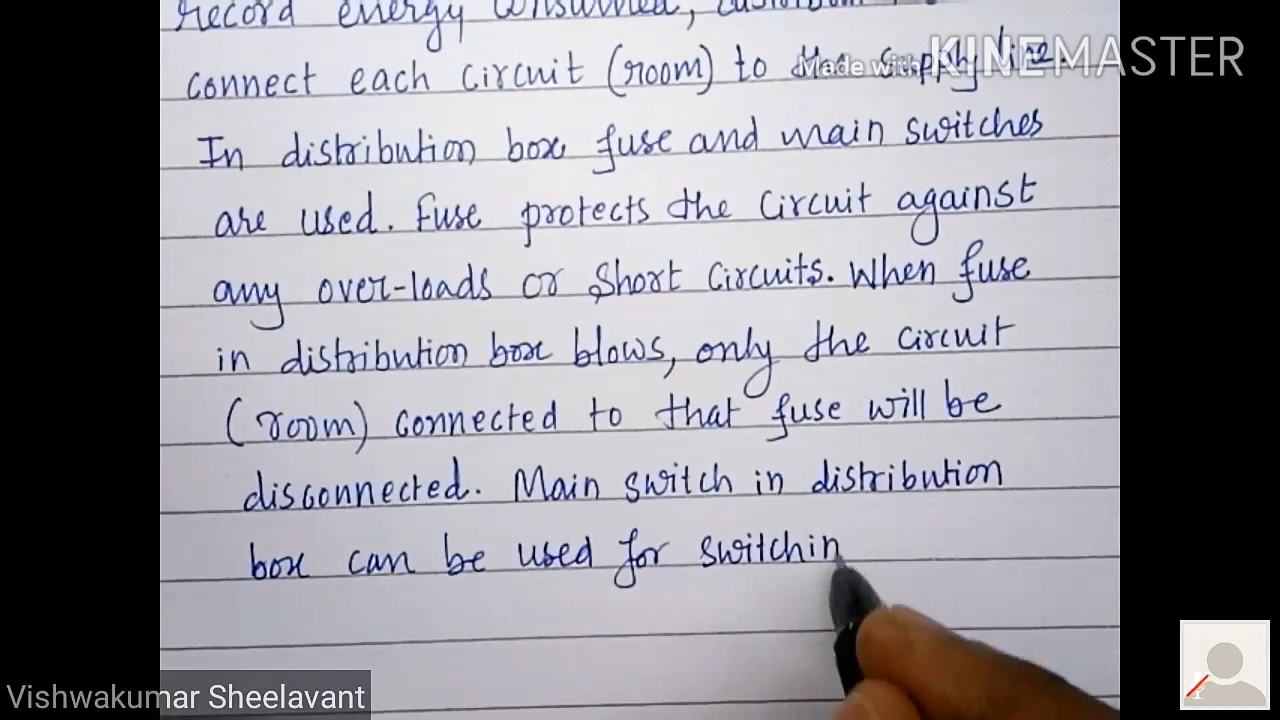 record energy consumed,
connect each circuit (room) to the supply line.
Made with KINEMASTER
In distribution box fuse and main switches
are used. Fuse protects the circuit against
any over-loads or short circuits. When fuse
in distribution box blows, only the circuit
(room) connected to that fuse will be
disconnected. Main switch in distribution
box can be used for switchin
Vishwakumar Sheelavant